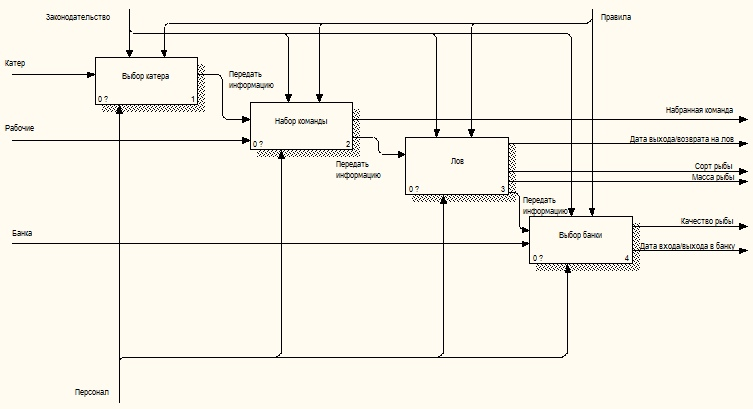 Законодательство
Правила
Катер
Выбор катера
0 ?
1
Передать
информацию
Рабочие
Набор команды
0 ?
2
Набранная команда
Передать
информацию
Лов
0 ?
3
Дата выхода/возврата на лов
Сорт рыбы
Масса рыбы
Передать
информацию
Банка
Выбор банки
0 ?
4
Качество рыбы
Дата входа/выхода в банку
Персонал